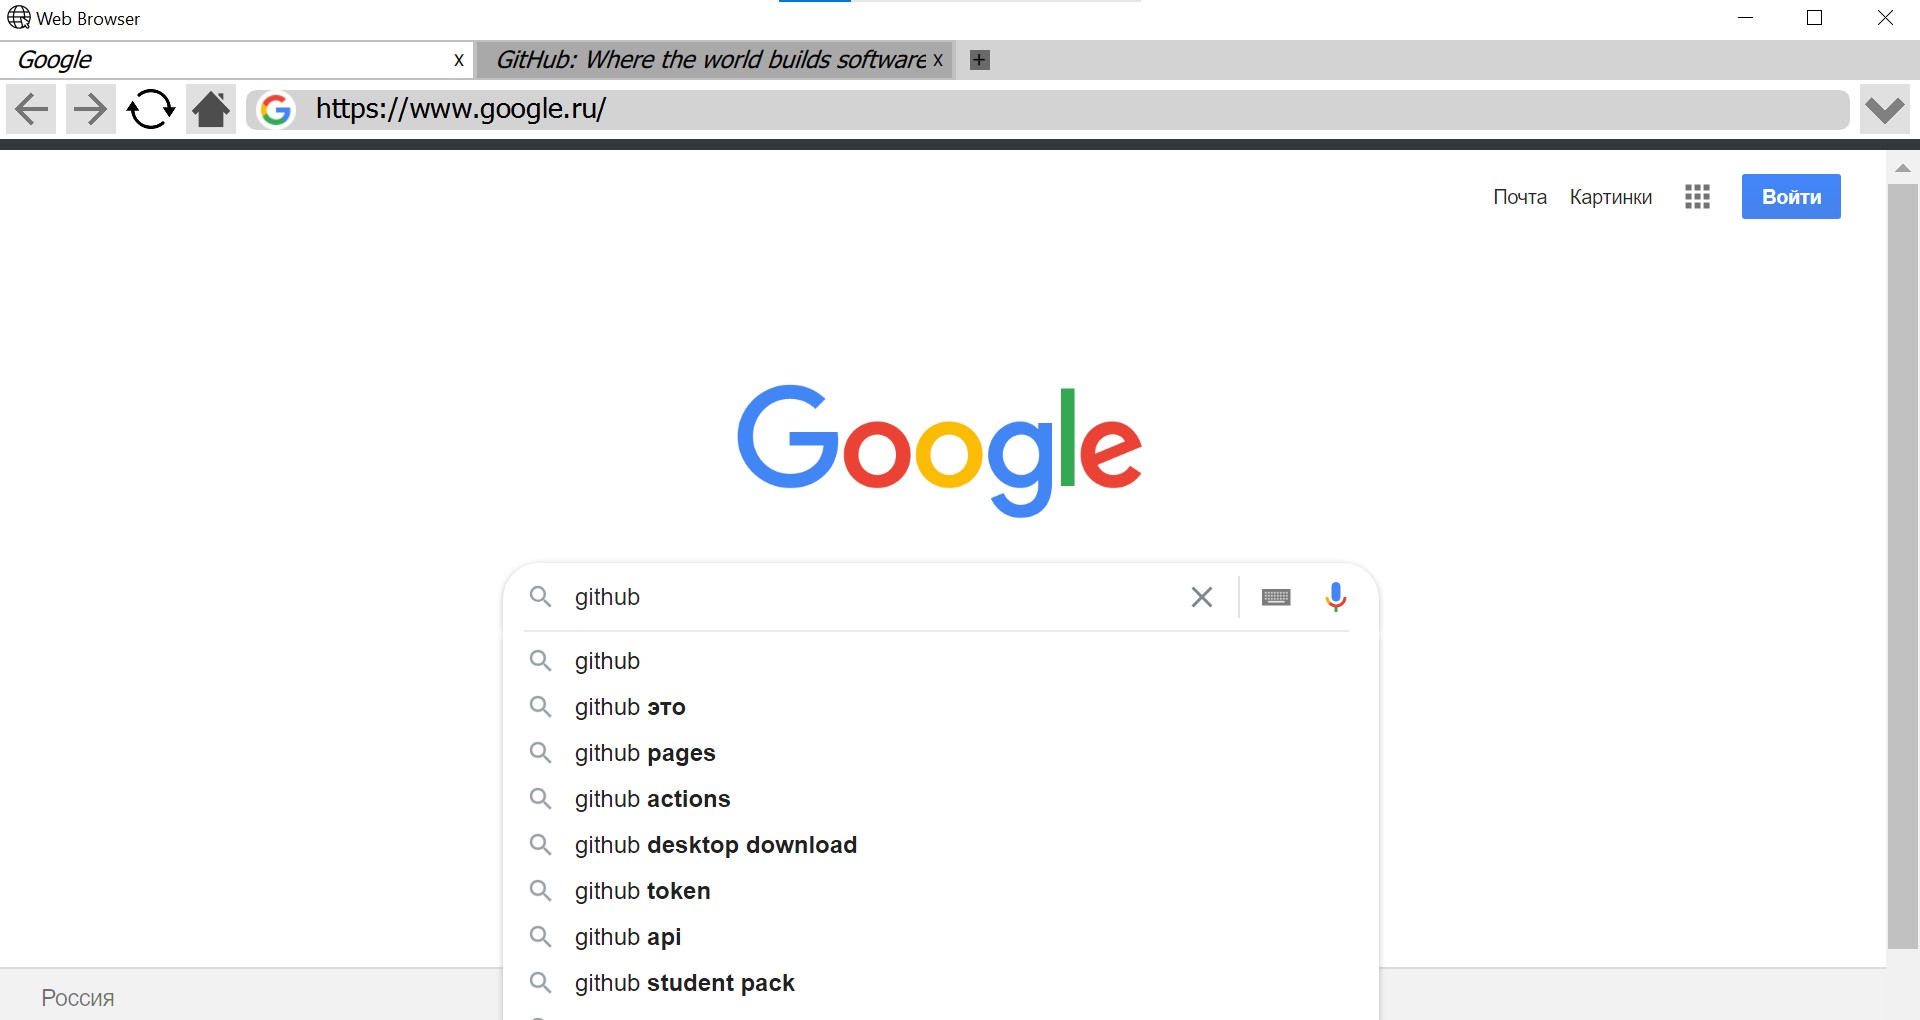 Web Browser
Google x GitHub: Where the world builds software x +
https://www.google.ru/
Почта Картинки Войти
Google
github
github
github это
github pages
github actions
github desktop download
github token
github api
github student pack
Россия